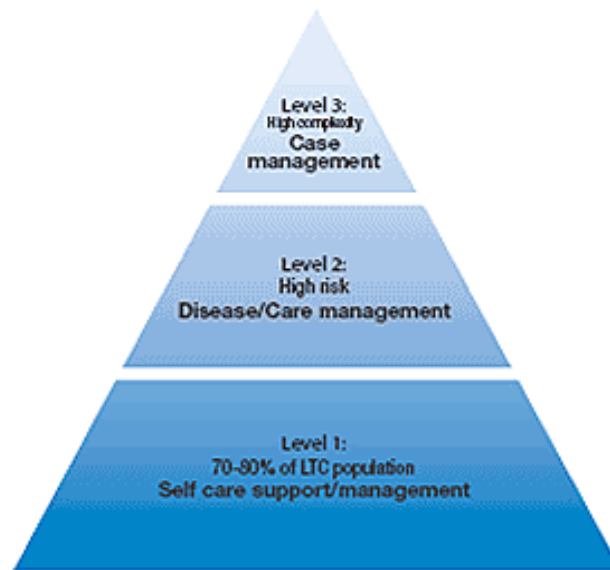 Level 3:
High complexity
Case
management
Level 2:
High risk
Disease/Care management
Level 1:
70-80% of LTC population
Self care support/management